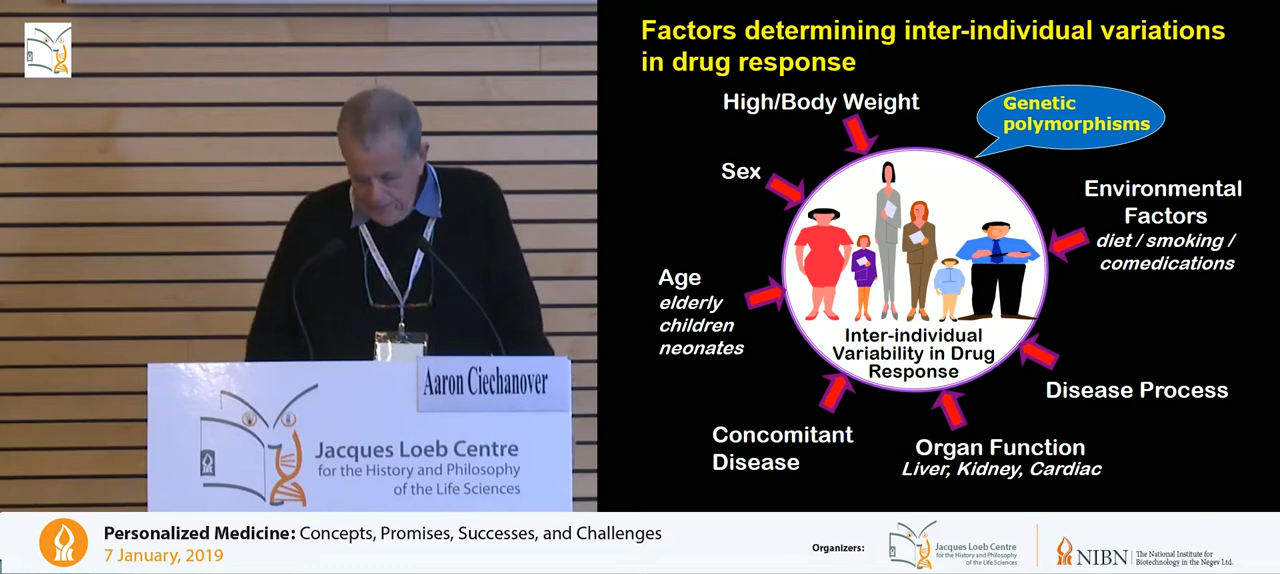 Factors determining inter-individual variations
in drug response
High/Body Weight
Genetic
polymorphisms
Sex
Environmental
Factors
diet / smoking /
comedications
Age
elderly
children
neonates
Inter-individual
Variability in Drug
Response
Disease Process
Concomitant
Disease
Organ Function
Liver, Kidney, Cardiac
Aaron Ciechanover
Jacques Loeb Centre
for the History and Philosophy
of the Life Sciences
Personalized Medicine: Concepts, Promises, Successes, and Challenges
7 January, 2019
Organizers:
Jacques Loeb Centre
for the History and Philosophy
of the Life Sciences
NIBN
The National Institute for
Biotechnology in the Negev Ltd.